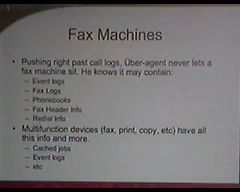 Fax Machines
• Pushing right past call logs, Über-agent never lets a
fax machine sit. He knows it may contain:
– Event logs
– Fax Logs
– Phonebooks
– Fax Header Info
– Redial Info
• Multifunction devices (fax, print, copy, etc) have all
this info and more.
– Cached jobs
– Event logs
– etc